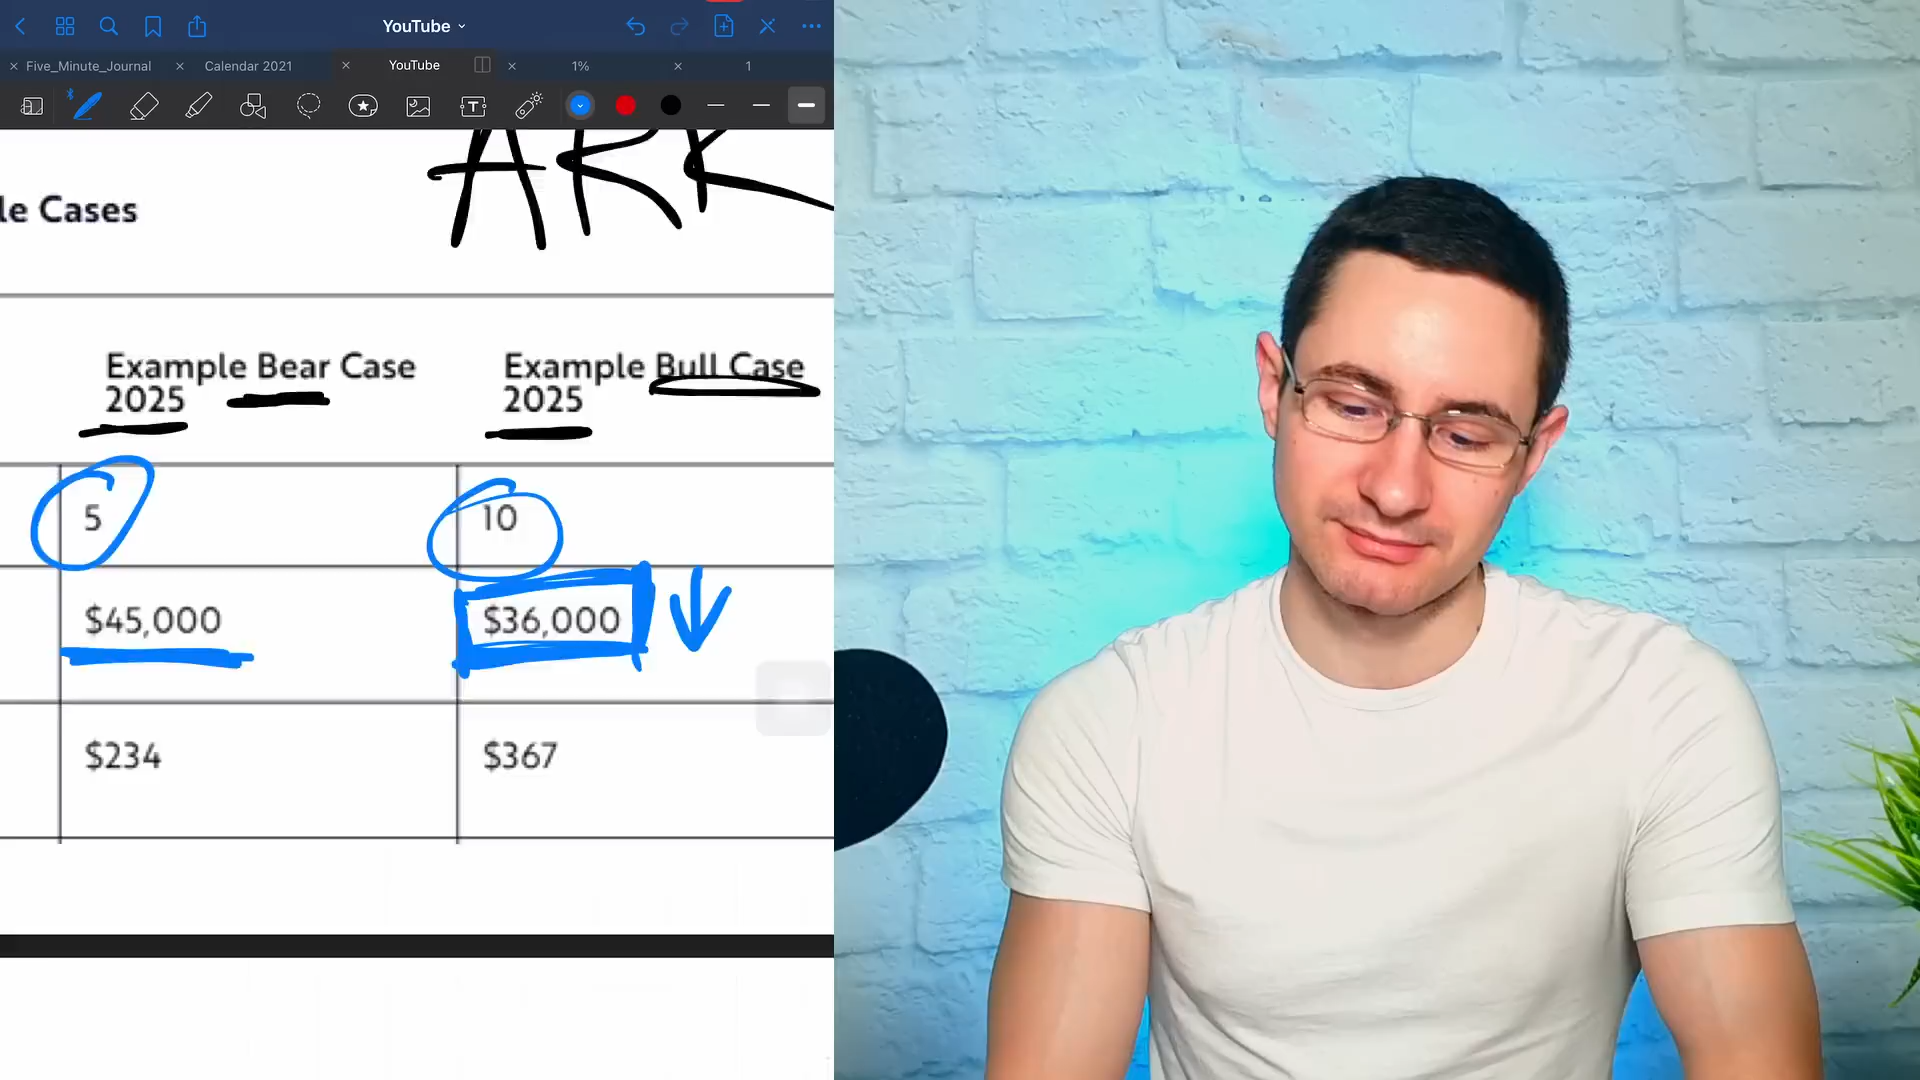 YouTube
Five_Minute_Journal
Calendar 2021
YouTube
1%
1
ARK
le Cases
Example Bear Case
2025
Example Bull Case
2025
5
10
$45,000
$36,000
$234
$367